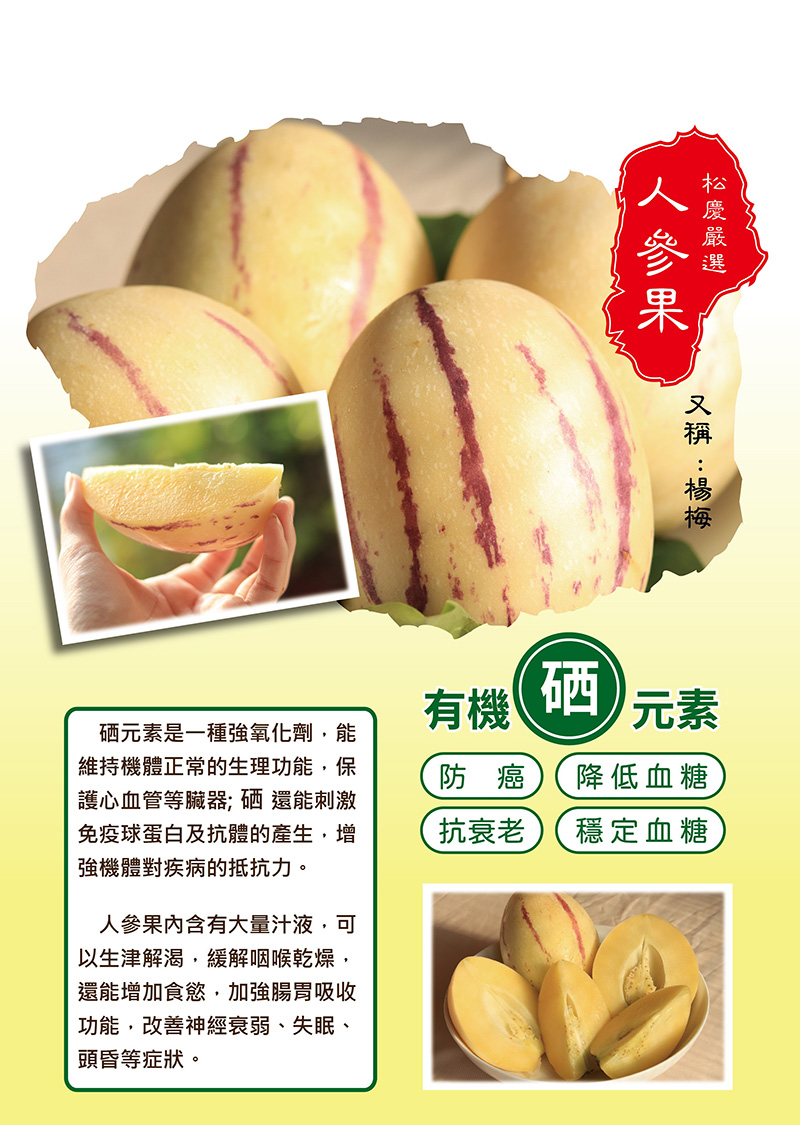 松慶嚴選
人參果
又稱：楊梅
有機硒元素
防癌
降低血糖
抗衰老
穩定血糖
硒元素是一種強氧化劑，能
維持機體正常的生理功能，保
護心血管等臟器; 硒 還能刺激
免疫球蛋白及抗體的產生，增
強機體對疾病的抵抗力。
人參果內含有大量汁液，可
以生津解渴，緩解咽喉乾燥，
還能增加食慾，加強腸胃吸收
功能，改善神經衰弱、失眠、
頭昏等症狀。